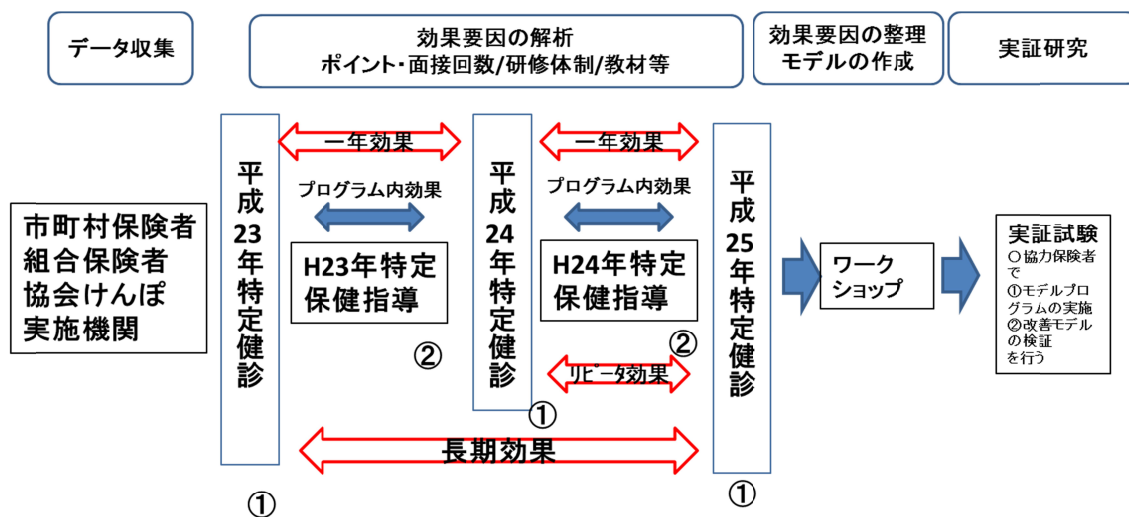 データ収集
効果要因の解析
ポイント・面接回数/研修体制/教材等
効果要因の整理
モデルの作成
実証研究
市町村保険者
組合保険者
協会けんぽ
実施機関
平成23年特定健診
①
一年効果
プログラム内効果
H23年特定
保健指導
②
平成24年特定健診
①
一年効果
プログラム内効果
H24年特定
保健指導
②
リピータ効果
長期効果
平成25年特定健診
①
ワーク
ショップ
実証試験
○協力保険者
で
①モデルプロ
グラムの実施
②改善モデル
の検証
を行う